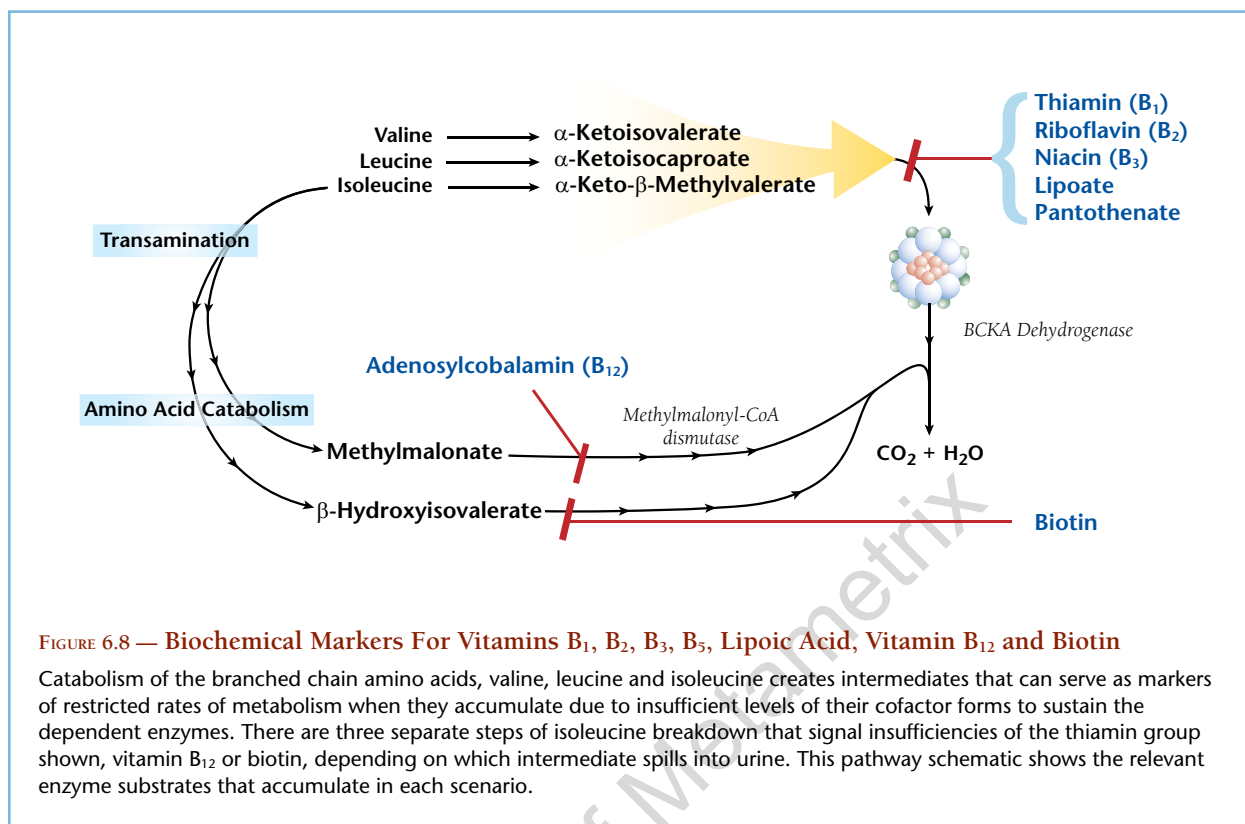 Thiamin (B₁)
Riboflavin (B₂)
Niacin (B₃)
Lipoate
Pantothenate
Valine α-Ketoisovalerate
Leucine α-Ketoisocaproate
Isoleucine α-Keto-β-Methylvalerate
Transamination
BCKA Dehydrogenase
Adenosylcobalamin (B₁₂)
Amino Acid Catabolism
Methylmalonyl-CoA
dismutase
Methylmalonate
CO₂ + H₂O
β-Hydroxyisovalerate
Biotin
of Metametrix
FIGURE 6.8 — Biochemical Markers For Vitamins B₁, B₂, B₃, B₅, Lipoic Acid, Vitamin B₁₂ and Biotin
Catabolism of the branched chain amino acids, valine, leucine and isoleucine creates intermediates that can serve as markers
of restricted rates of metabolism when they accumulate due to insufficient levels of their cofactor forms to sustain the
dependent enzymes. There are three separate steps of isoleucine breakdown that signal insufficiencies of the thiamin group
shown, vitamin B₁₂ or biotin, depending on which intermediate spills into urine. This pathway schematic shows the relevant
enzyme substrates that accumulate in each scenario.